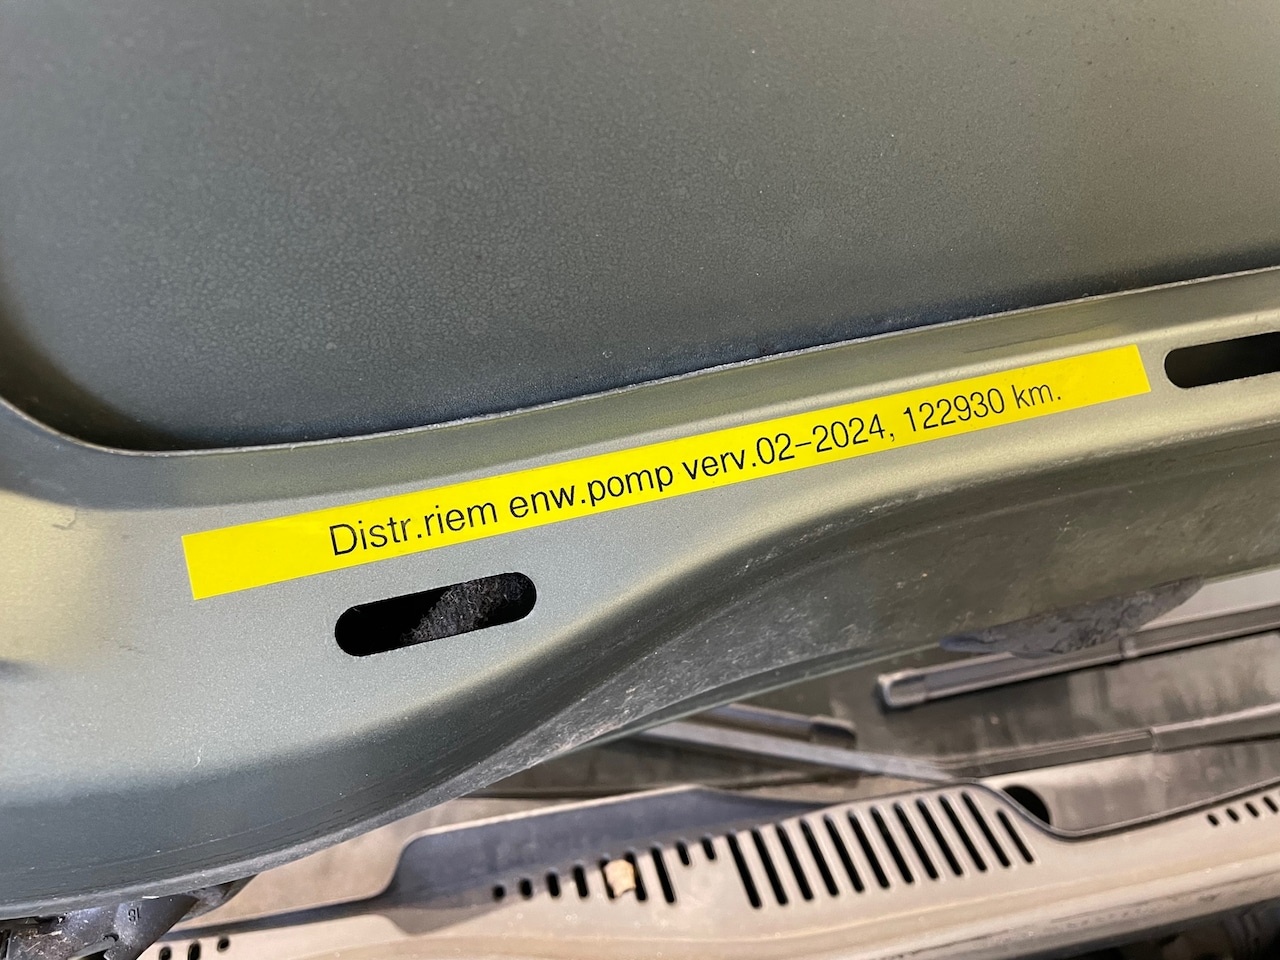 Distr.riem enw.pomp verv.02-2024, 122930 km.